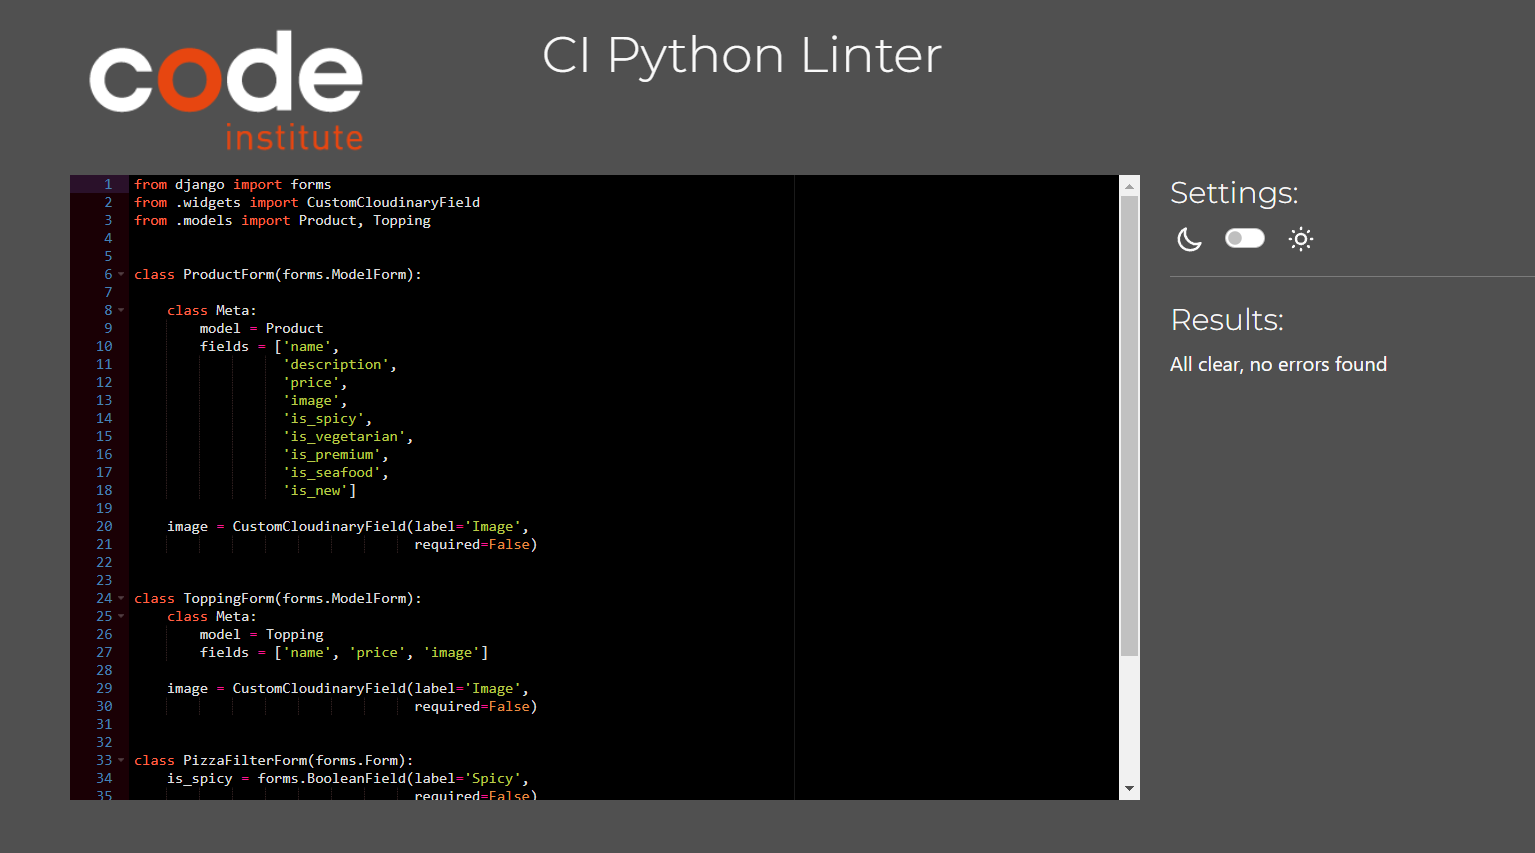 code
institute
CI Python Linter
1 from django import forms
2 from .widgets import CustomCloudinaryField
3 from .models import Product, Topping
4
5
6 class ProductForm(forms.ModelForm):
7
8     class Meta:
9         model = Product
10         fields = ['name',
11                   'description',
12                   'price',
13                   'image',
14                   'is_spicy',
15                   'is_vegetarian',
16                   'is_premium',
17                   'is_seafood',
18                   'is_new']
19
20     image = CustomCloudinaryField(label='Image',
21                                   required=False)
22
23
24 class ToppingForm(forms.ModelForm):
25     class Meta:
26         model = Topping
27         fields = ['name', 'price', 'image']
28
29     image = CustomCloudinaryField(label='Image',
30                                   required=False)
31
32
33 class PizzaFilterForm(forms.Form):
34     is_spicy = forms.BooleanField(label='Spicy',
35                                   required=False)
Settings:
Results:
All clear, no errors found